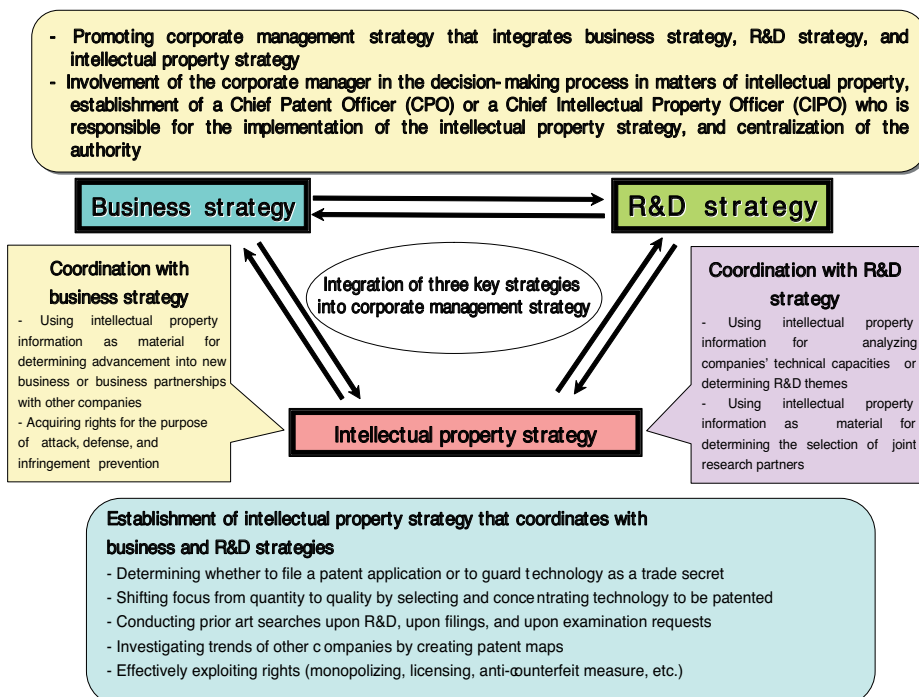 - Promoting corporate management strategy that integrates business strategy, R&D strategy, and
intellectual property strategy
- Involvement of the corporate manager in the decision-making process in matters of intellectual property,
establishment of a Chief Patent Officer (CPO) or a Chief Intellectual Property Officer (CIPO) who is
responsible for the implementation of the intellectual property strategy, and centralization of the
authority
Business strategy
R&D strategy
Coordination with
business strategy
- Using intellectual property
information as material for
determining advancement into new
business or business partnerships
with other companies
- Acquiring rights for the purpose
of attack, defense, and
infringement prevention
Integration of three key strategies
into corporate management strategy
Coordination with R&D
strategy
- Using intellectual property
information for analyzing
companies' technical capacities or
determining R&D themes
- Using intellectual property
information as material for
determining the selection of joint
research partners
Intellectual property strategy
Establishment of intellectual property strategy that coordinates with
business and R&D strategies
- Determining whether to file a patent application or to guard technology as a trade secret
- Shifting focus from quantity to quality by selecting and concentrating technology to be patented
- Conducting prior art searches upon R&D, upon filings, and upon examination requests
- Investigating trends of other companies by creating patent maps
- Effectively exploiting rights (monopolizing, licensing, anti-counterfeit measure, etc.)